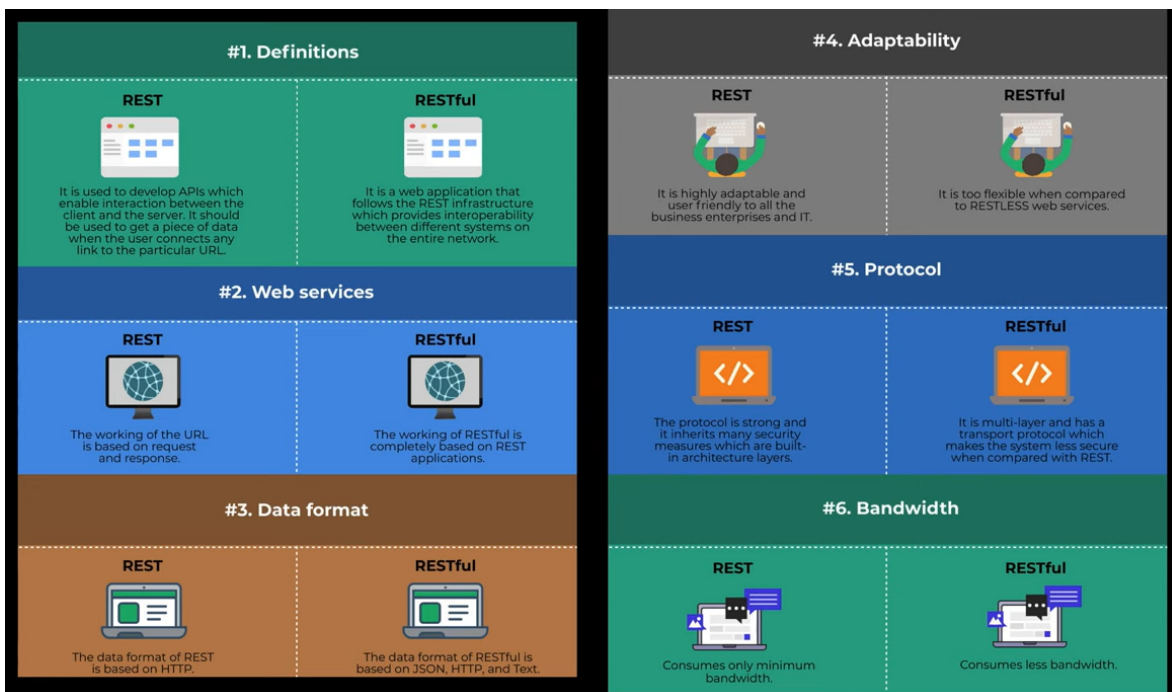 #1. Definitions
REST
It is used to develop APIs which
enable interaction between the
client and the server. It should
be used to get a piece of data
when the user connects any
link to the particular URL.
RESTful
It is a web application that
follows the REST infrastructure
which provides interoperability
between different systems on
the entire network.
#2. Web services
REST
The working of the URL
is based on request
and response.
RESTful
The working of RESTful is
completely based on REST
applications.
#3. Data format
REST
The data format of REST
is based on HTTP.
RESTful
The data format of RESTful is
based on JSON, HTTP, and Text.
#4. Adaptability
REST
It is highly adaptable and
user friendly to all the
business enterprises and IT.
RESTful
It is too flexible when compared
to RESTLESS web services.
#5. Protocol
REST
The protocol is strong and
it inherits many security
measures which are built-
in architecture layers.
RESTful
It is multi-layer and has a
transport protocol which
makes the system less secure
when compared with REST.
#6. Bandwidth
REST
Consumes only minimum
bandwidth.
RESTful
Consumes less bandwidth.